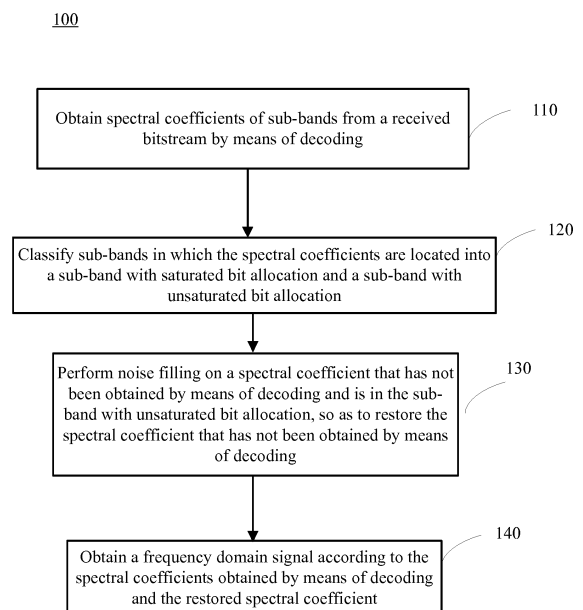 100
Obtain spectral coefficients of sub-bands from a received
bitstream by means of decoding
110
120
Classify sub-bands in which the spectral coefficients are located into
a sub-band with saturated bit allocation and a sub-band with
unsaturated bit allocation
130
Perform noise filling on a spectral coefficient that has not
been obtained by means of decoding and is in the sub-
band with unsaturated bit allocation, so as to restore the
spectral coefficient that has not been obtained by means
of decoding
140
Obtain a frequency domain signal according to the
spectral coefficients obtained by means of decoding
and the restored spectral coefficient